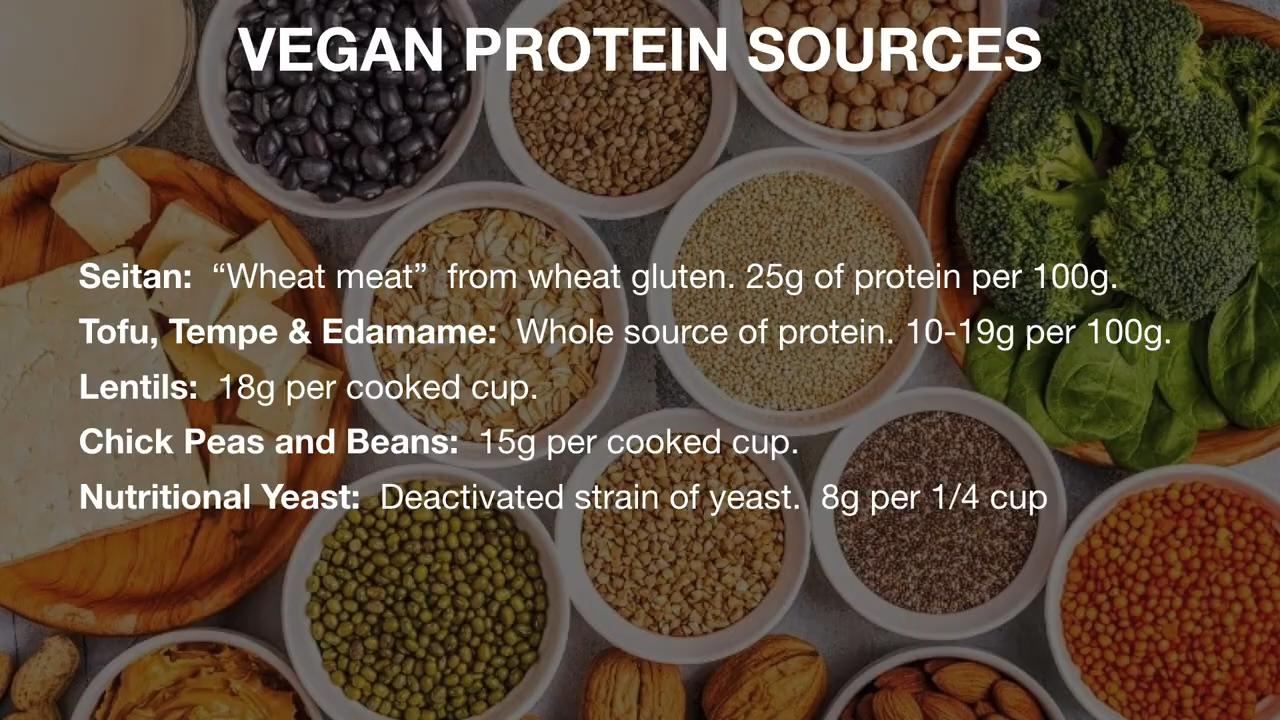 VEGAN PROTEIN SOURCES
Seitan: “Wheat meat” from wheat gluten. 25g of protein per 100g.
Tofu, Tempe & Edamame: Whole source of protein. 10-19g per 100g.
Lentils: 18g per cooked cup.
Chick Peas and Beans: 15g per cooked cup.
Nutritional Yeast: Deactivated strain of yeast. 8g per 1/4 cup